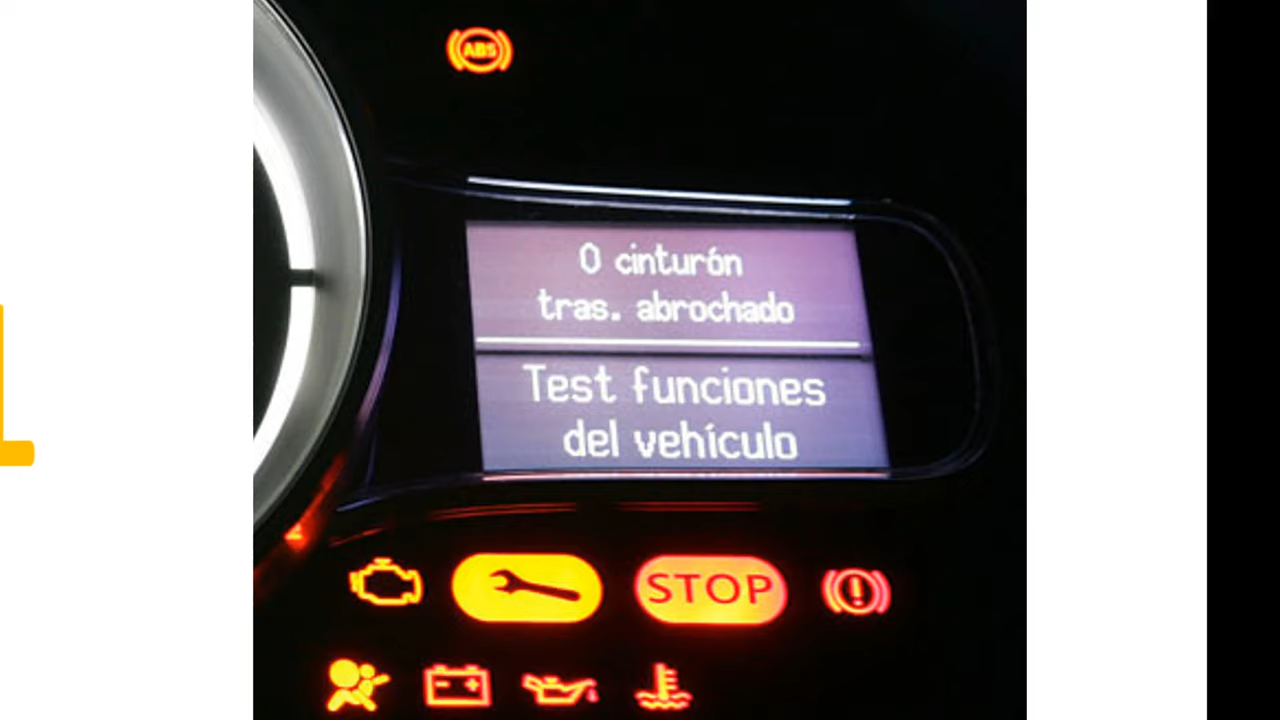 ABS
0 cinturón
tras. abrochado
Test funciones
del vehículo
STOP